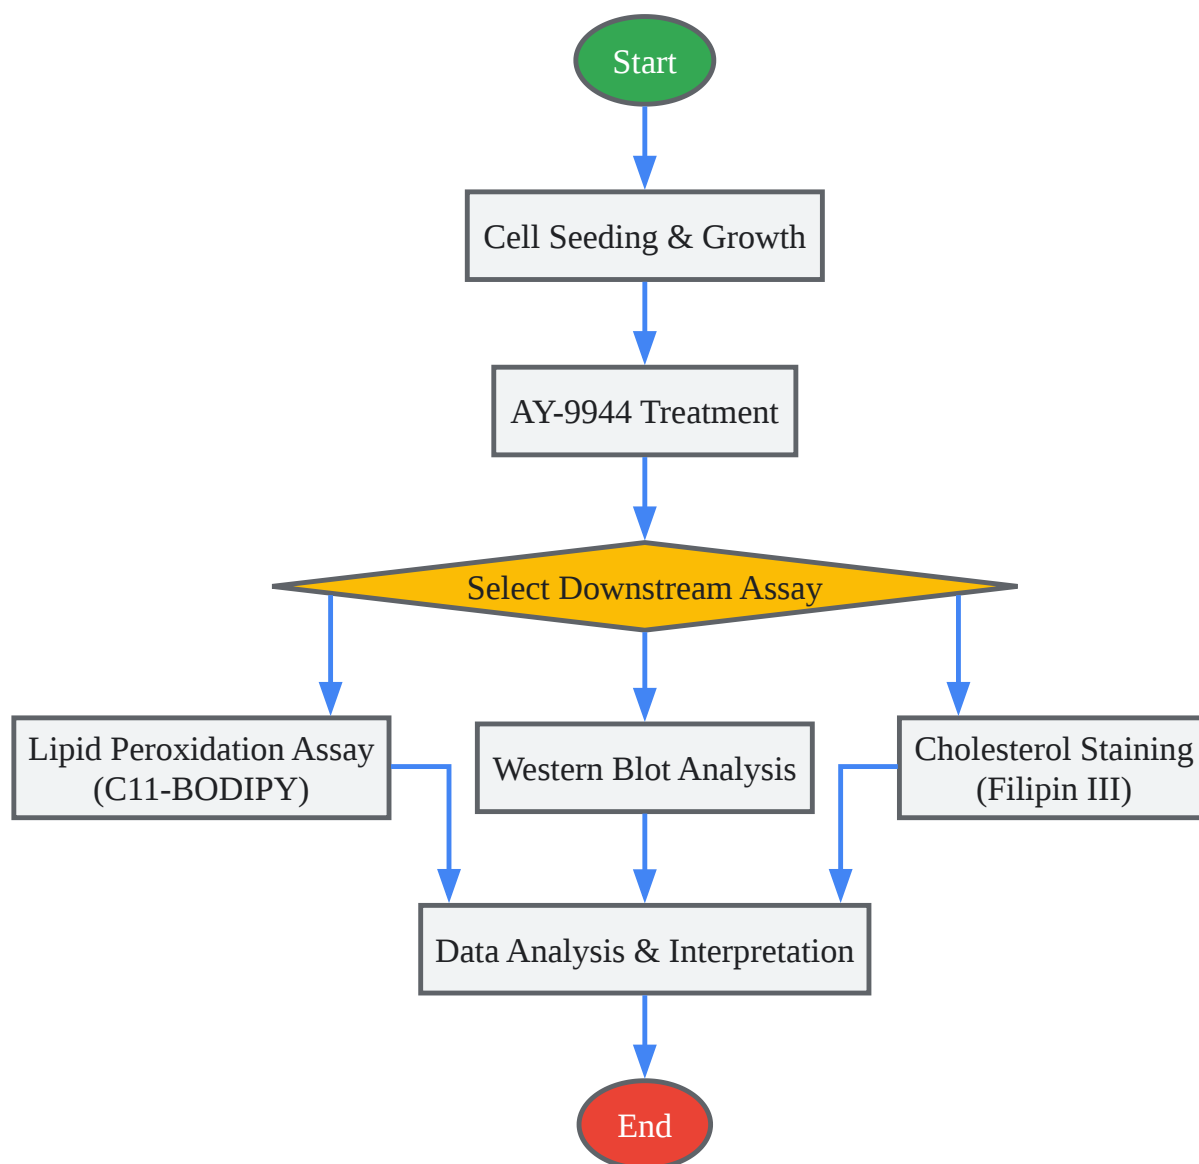 Start
Cell Seeding & Growth
AY-9944 Treatment
Select Downstream Assay
Lipid Peroxidation Assay
(C11-BODIPY)
Western Blot Analysis
Cholesterol Staining
(Filipin III)
Data Analysis & Interpretation
End